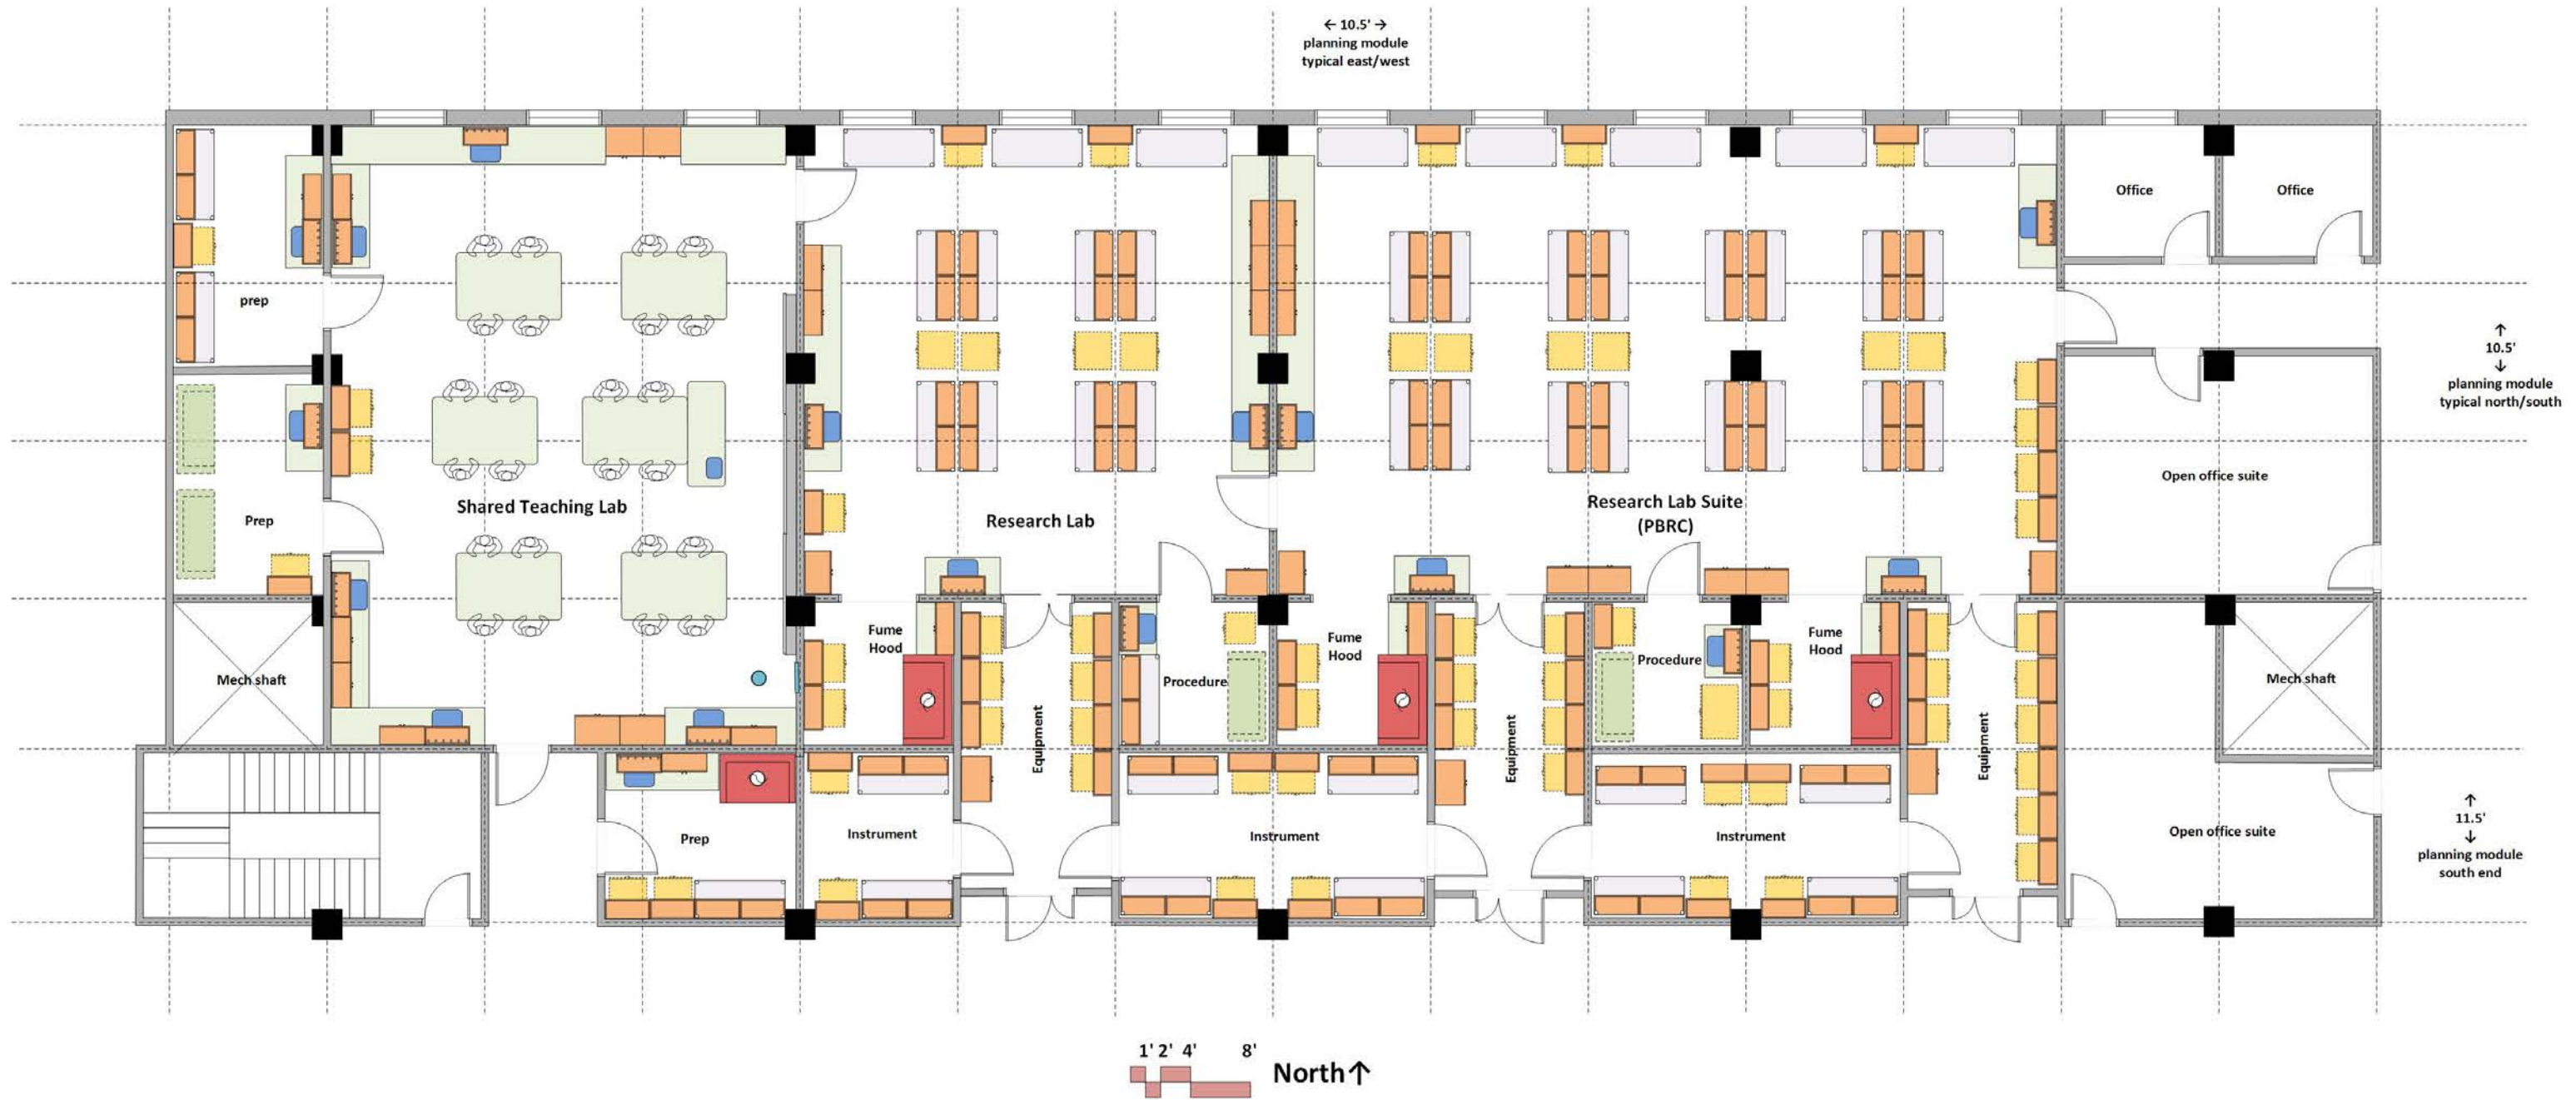 ← 10.5' →
planning module
typical east/west
Office
Office
prep
↑
10.5'
↓
planning module
typical north/south
Open office suite
Shared Teaching Lab
Research Lab Suite
(PBRC)
Prep
Research Lab
Fume
Hood
Fume
Hood
Fume
Hood
Mech shaft
Procedure
Procedure
Mech shaft
Equipment
Equipment
Equipment
Prep
Instrument
Instrument
Instrument
Open office suite
↑
11.5'
↓
planning module
south end
1' 2' 4' 8'
North↑